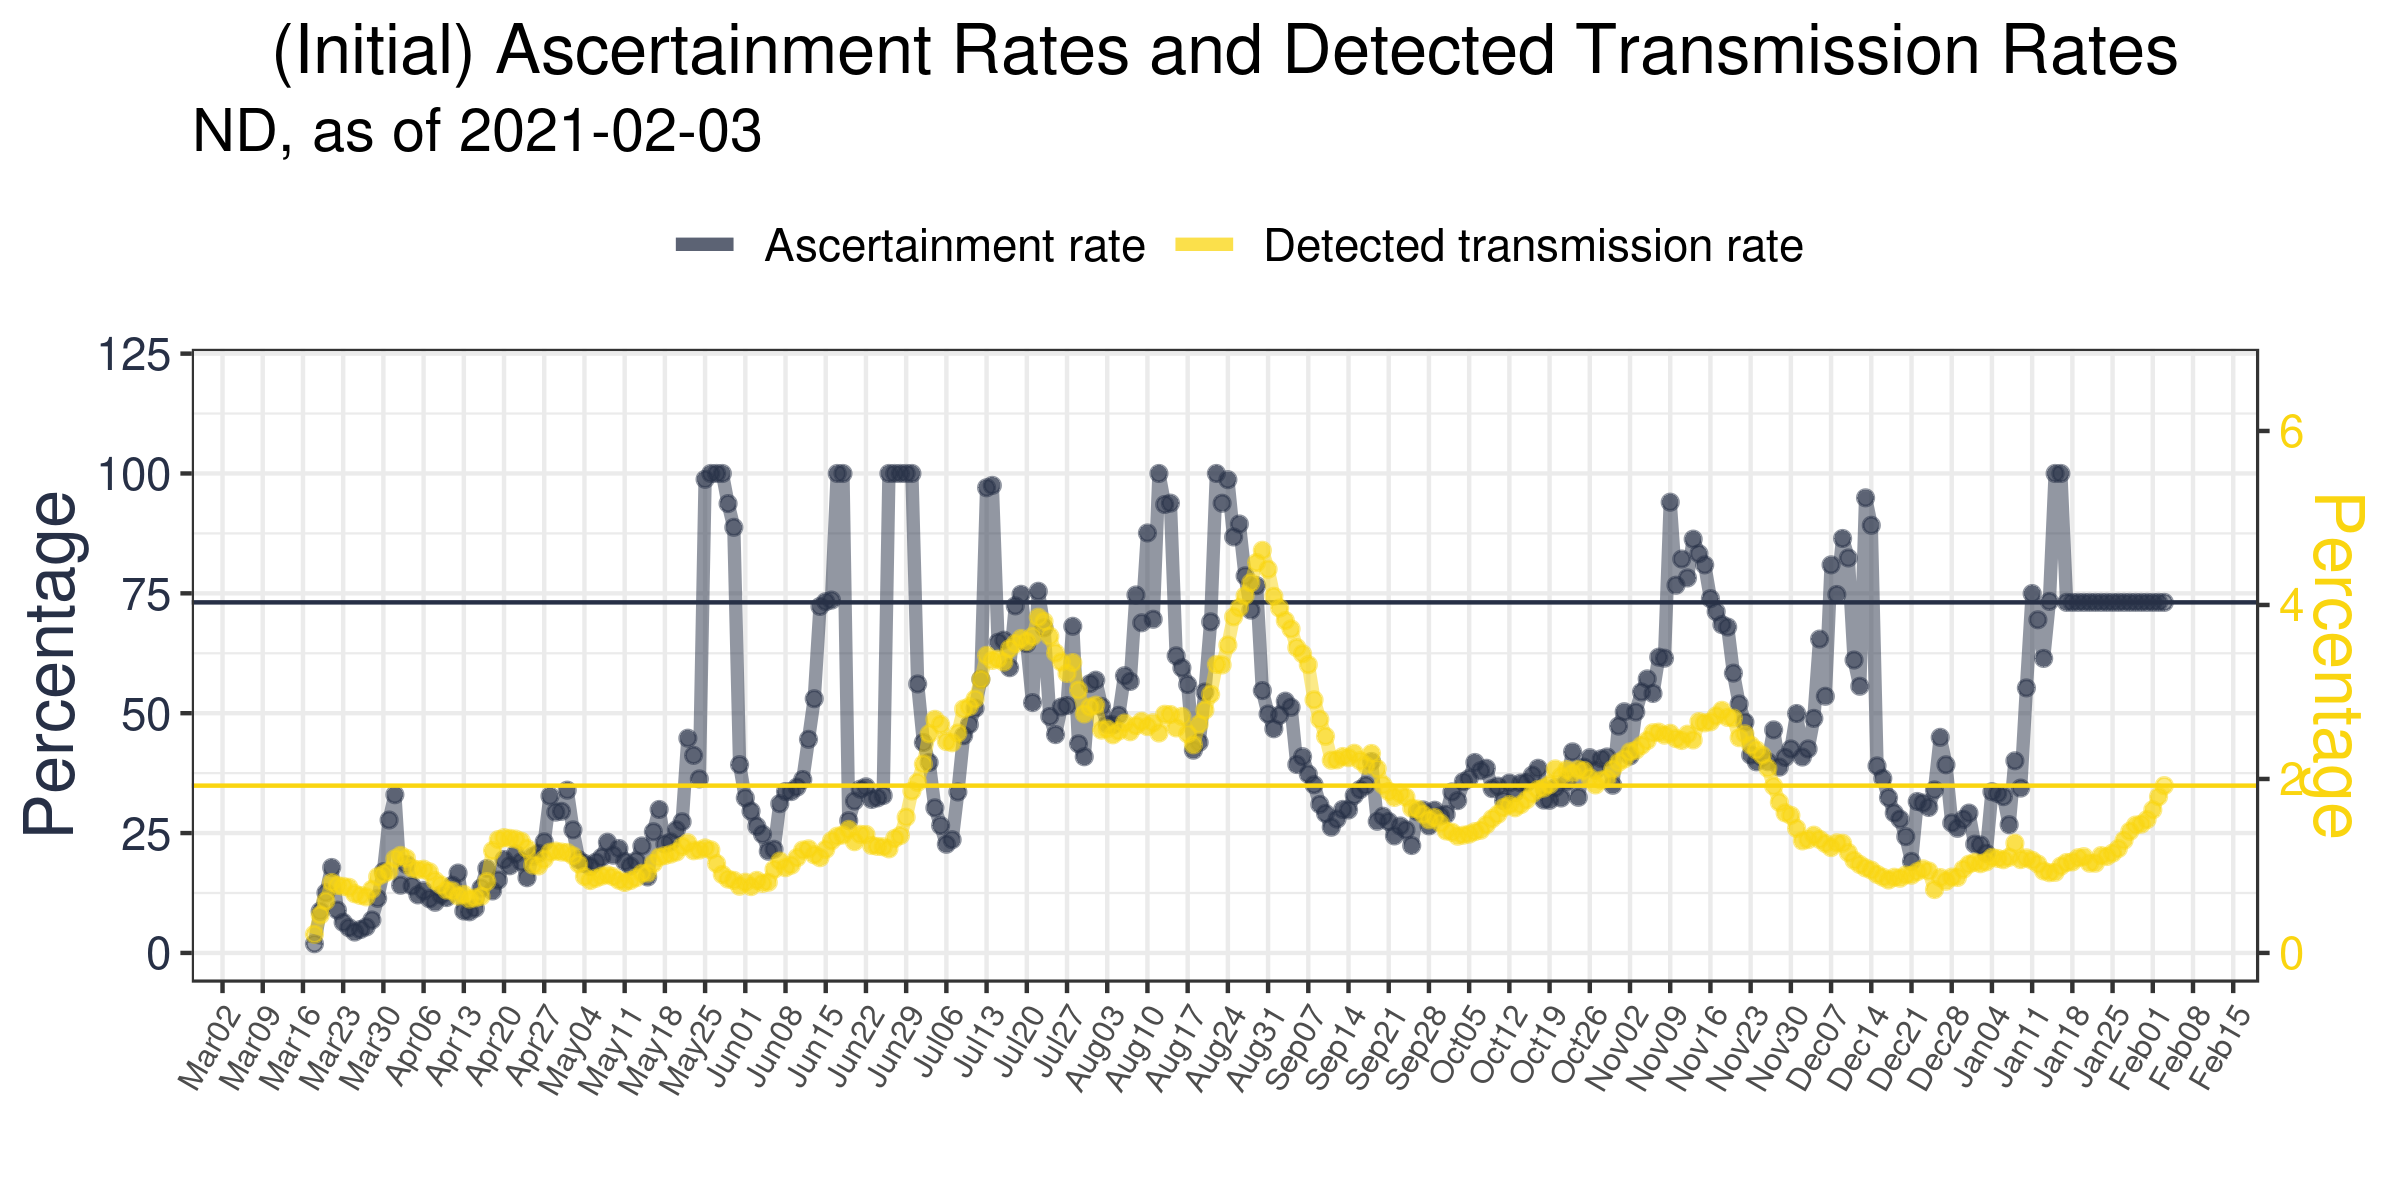 (Initial) Ascertainment Rates and Detected Transmission Rates
ND, as of 2021-02-03
Ascertainment rate
Detected transmission rate
Percentage
125
100
75
50
25
0
6
4
2
0
Percentage
Mar02
Mar09
Mar16
Mar23
Mar30
Apr06
Apr13
Apr20
Apr27
May04
May11
May18
May25
Jun01
Jun08
Jun15
Jun22
Jun29
Jul06
Jul13
Jul20
Jul27
Aug03
Aug10
Aug17
Aug24
Aug31
Sep07
Sep14
Sep21
Sep28
Oct05
Oct12
Oct19
Oct26
Nov02
Nov09
Nov16
Nov23
Nov30
Dec07
Dec14
Dec21
Dec28
Jan04
Jan11
Jan18
Jan25
Feb01
Feb08
Feb15